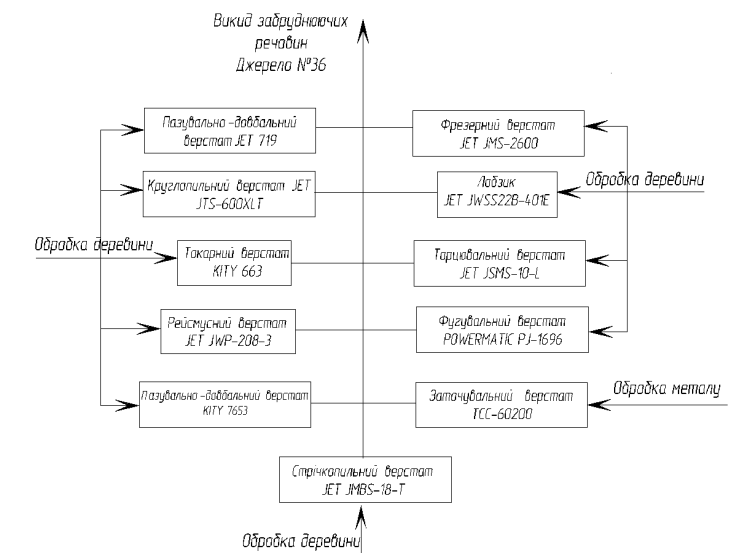 Викид забруднюючих
речовин
Джерело №36
Пазувально-довбальний
верстат JET 719
Фрезерний верстат
JET JMS-2600
Круглопильний верстат JET
JTS-600XLT
Лобзик
JET JWSS22B-401E
Обробка деревини
Обробка деревини
Токарний верстат
KITY 663
Торцювальний верстат
JET JSMS-10-L
Рейсмусний верстат
JET JWP-208-3
Фугувальний верстат
POWERMATIC PJ-1696
Пазувально-довбальний верстат
KITY 7653
Заточувальний верстат
TCC-60200
Обробка металу
Стрічкопильний верстат
JET JMBS-18-T
Обробка деревини